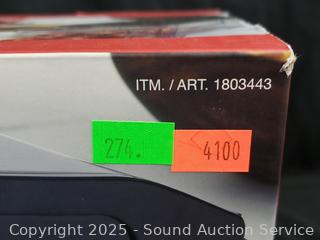 ITM. / ART. 1803443
274.
4100
Copyright 2025 - Sound Auction Service